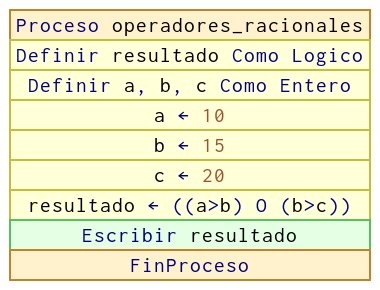 Proceso operadores_racionales
Definir resultado Como Logico
Definir a, b, c Como Entero
a ← 10
b ← 15
c ← 20
resultado ← ((a>b) O (b>c))
Escribir resultado
FinProceso